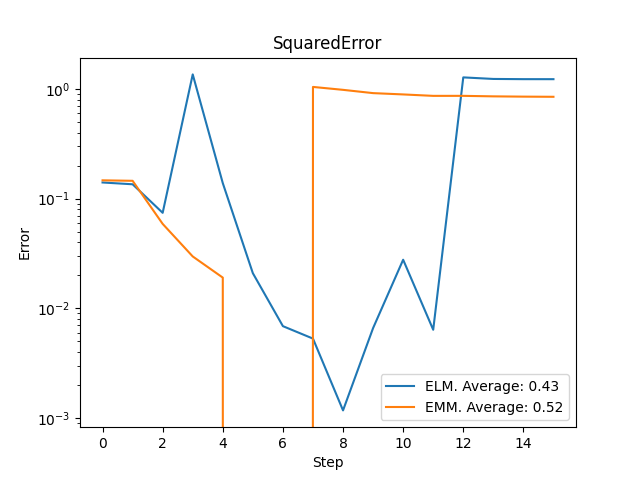 SquaredError
Error
10⁰
10⁻¹
10⁻²
10⁻³
ELM. Average: 0.43
EMM. Average: 0.52
0 2 4 6 8 10 12 14
Step